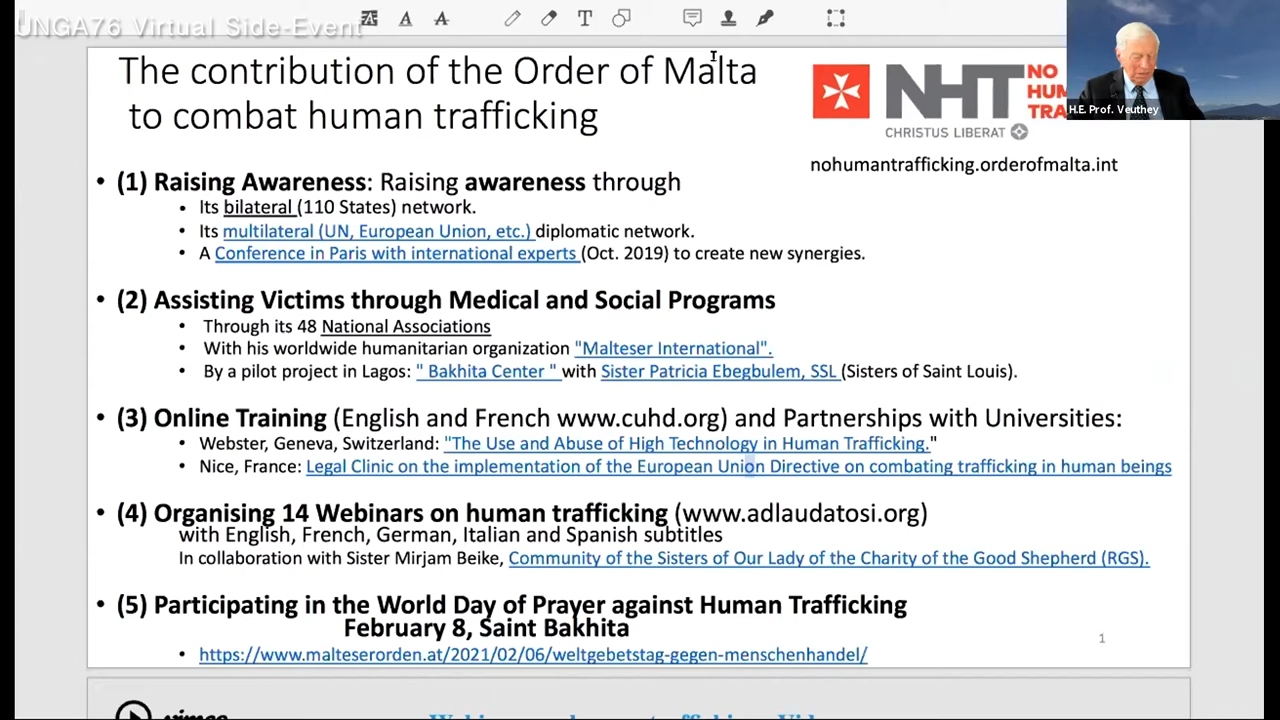 UNGA76 Virtual Side-Event
The contribution of the Order of Malta
to combat human trafficking
NHT NO
HUM
TRA
CHRISTUS LIBERAT
H.E. Prof. Veuthey
nohumantrafficking.orderofmalta.int
• (1) Raising Awareness: Raising awareness through
• Its bilateral (110 States) network.
• Its multilateral (UN, European Union, etc.) diplomatic network.
• A Conference in Paris with international experts (Oct. 2019) to create new synergies.
• (2) Assisting Victims through Medical and Social Programs
• Through its 48 National Associations
• With his worldwide humanitarian organization "Malteser International".
• By a pilot project in Lagos: " Bakhita Center " with Sister Patricia Ebegbulem, SSL (Sisters of Saint Louis).
• (3) Online Training (English and French www.cuhd.org) and Partnerships with Universities:
• Webster, Geneva, Switzerland: "The Use and Abuse of High Technology in Human Trafficking."
• Nice, France: Legal Clinic on the implementation of the European Union Directive on combating trafficking in human beings
• (4) Organising 14 Webinars on human trafficking (www.adlaudatosi.org)
with English, French, German, Italian and Spanish subtitles
In collaboration with Sister Mirjam Beike, Community of the Sisters of Our Lady of the Charity of the Good Shepherd (RGS).
• (5) Participating in the World Day of Prayer against Human Trafficking
February 8, Saint Bakhita
• https://www.malteserorden.at/2021/02/06/weltgebetstag-gegen-menschenhandel/
1
vimeo